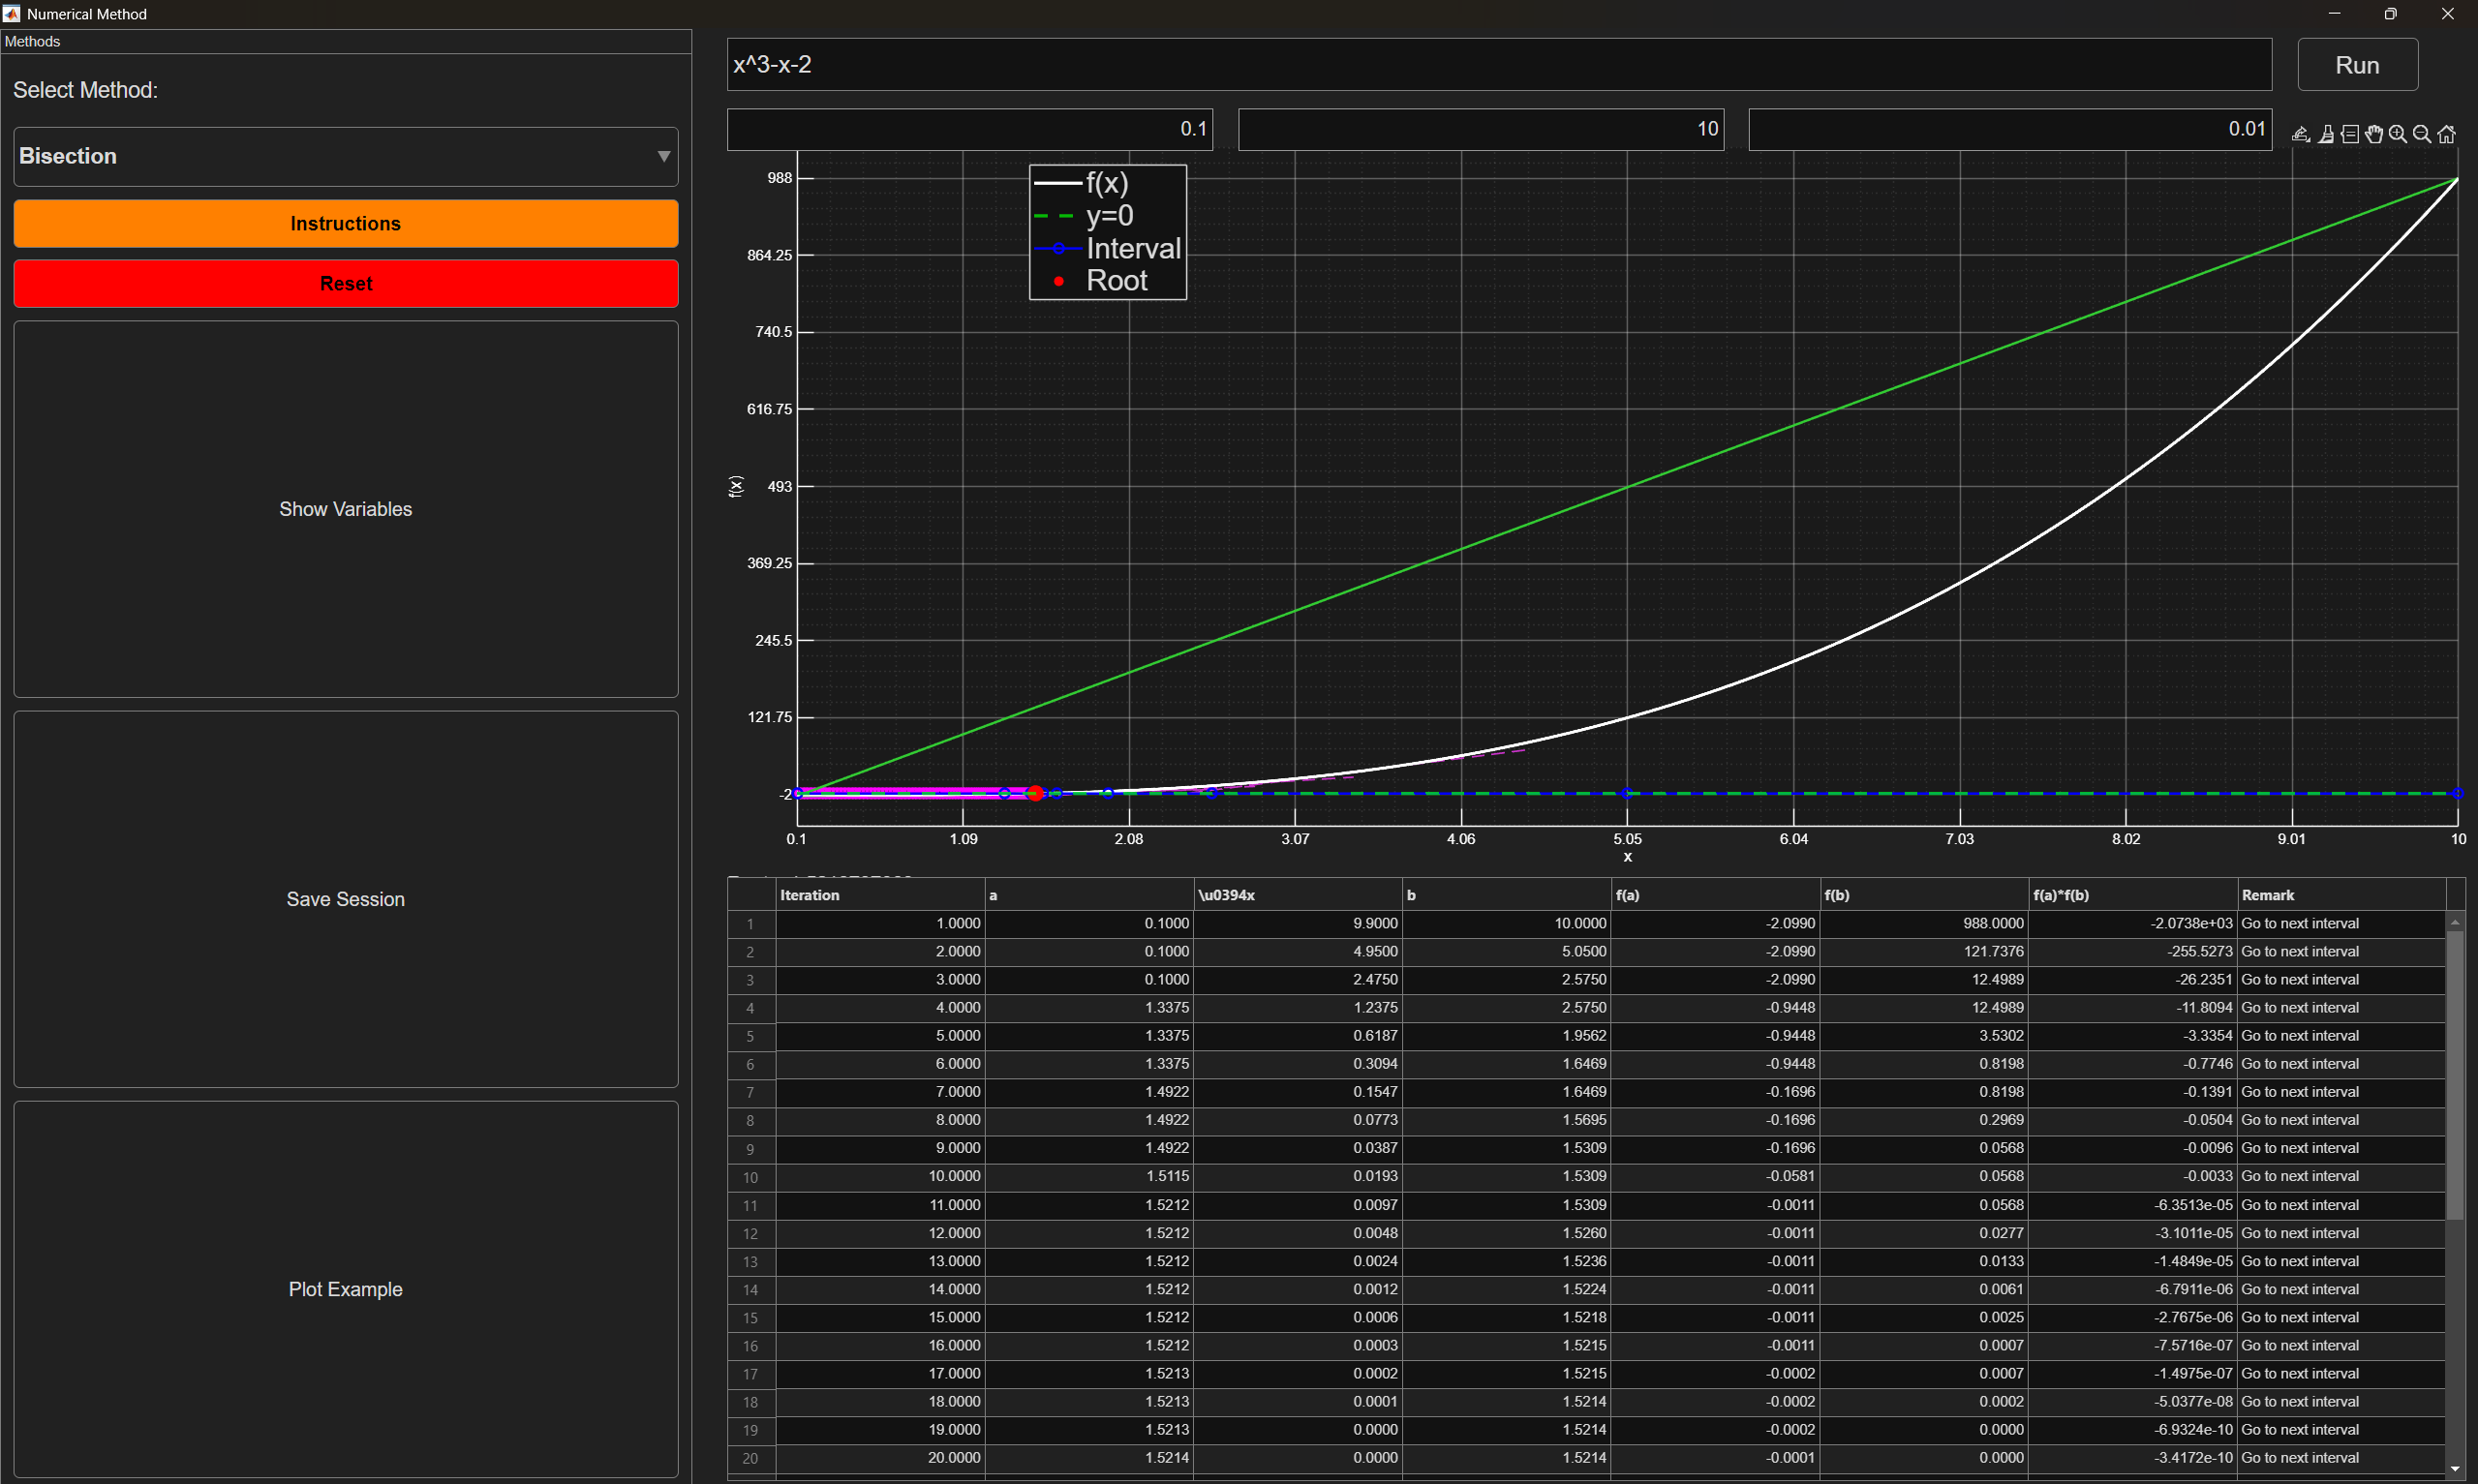 Numerical Method
Methods
Select Method:
Bisection
Instructions
Reset
Show Variables
Save Session
Plot Example
x^3-x-2
Run
0.1 10 0.01
f(x)
y=0
Interval
Root
988
864.25
740.5
616.75
493
369.25
245.5
121.75
-2
f(x)
0.1 1.09 2.08 3.07 4.06 5.05 6.04 7.03 8.02 9.01 10
x
Iteration a \u0394x b f(a) f(b) f(a)*f(b) Remark
1 1.0000 0.1000 9.9000 10.0000 -2.0990 988.0000 -2.0738e+03 Go to next interval
2 2.0000 0.1000 4.9500 5.0500 -2.0990 121.7376 -255.5273 Go to next interval
3 3.0000 0.1000 2.4750 2.5750 -2.0990 12.4989 -26.2351 Go to next interval
4 4.0000 1.3375 1.2375 2.5750 -0.9448 12.4989 -11.8094 Go to next interval
5 5.0000 1.3375 0.6187 1.9562 -0.9448 3.5302 -3.3354 Go to next interval
6 6.0000 1.3375 0.3094 1.6469 -0.9448 0.8198 -0.7746 Go to next interval
7 7.0000 1.4922 0.1547 1.6469 -0.1696 0.8198 -0.1391 Go to next interval
8 8.0000 1.4922 0.0773 1.5695 -0.1696 0.2969 -0.0504 Go to next interval
9 9.0000 1.4922 0.0387 1.5309 -0.1696 0.0568 -0.0096 Go to next interval
10 10.0000 1.5115 0.0193 1.5309 -0.0581 0.0568 -0.0033 Go to next interval
11 11.0000 1.5212 0.0097 1.5309 -0.0011 0.0568 -6.3513e-05 Go to next interval
12 12.0000 1.5212 0.0048 1.5260 -0.0011 0.0277 -3.1011e-05 Go to next interval
13 13.0000 1.5212 0.0024 1.5236 -0.0011 0.0133 -1.4849e-05 Go to next interval
14 14.0000 1.5212 0.0012 1.5224 -0.0011 0.0061 -6.7911e-06 Go to next interval
15 15.0000 1.5212 0.0006 1.5218 -0.0011 0.0025 -2.7675e-06 Go to next interval
16 16.0000 1.5212 0.0003 1.5215 -0.0011 0.0007 -7.5716e-07 Go to next interval
17 17.0000 1.5213 0.0002 1.5215 -0.0002 0.0007 -1.4975e-07 Go to next interval
18 18.0000 1.5213 0.0001 1.5214 -0.0002 0.0002 -5.0377e-08 Go to next interval
19 19.0000 1.5213 0.0000 1.5214 -0.0002 0.0000 -6.9324e-10 Go to next interval
20 20.0000 1.5214 0.0000 1.5214 -0.0001 0.0000 -3.4172e-10 Go to next interval